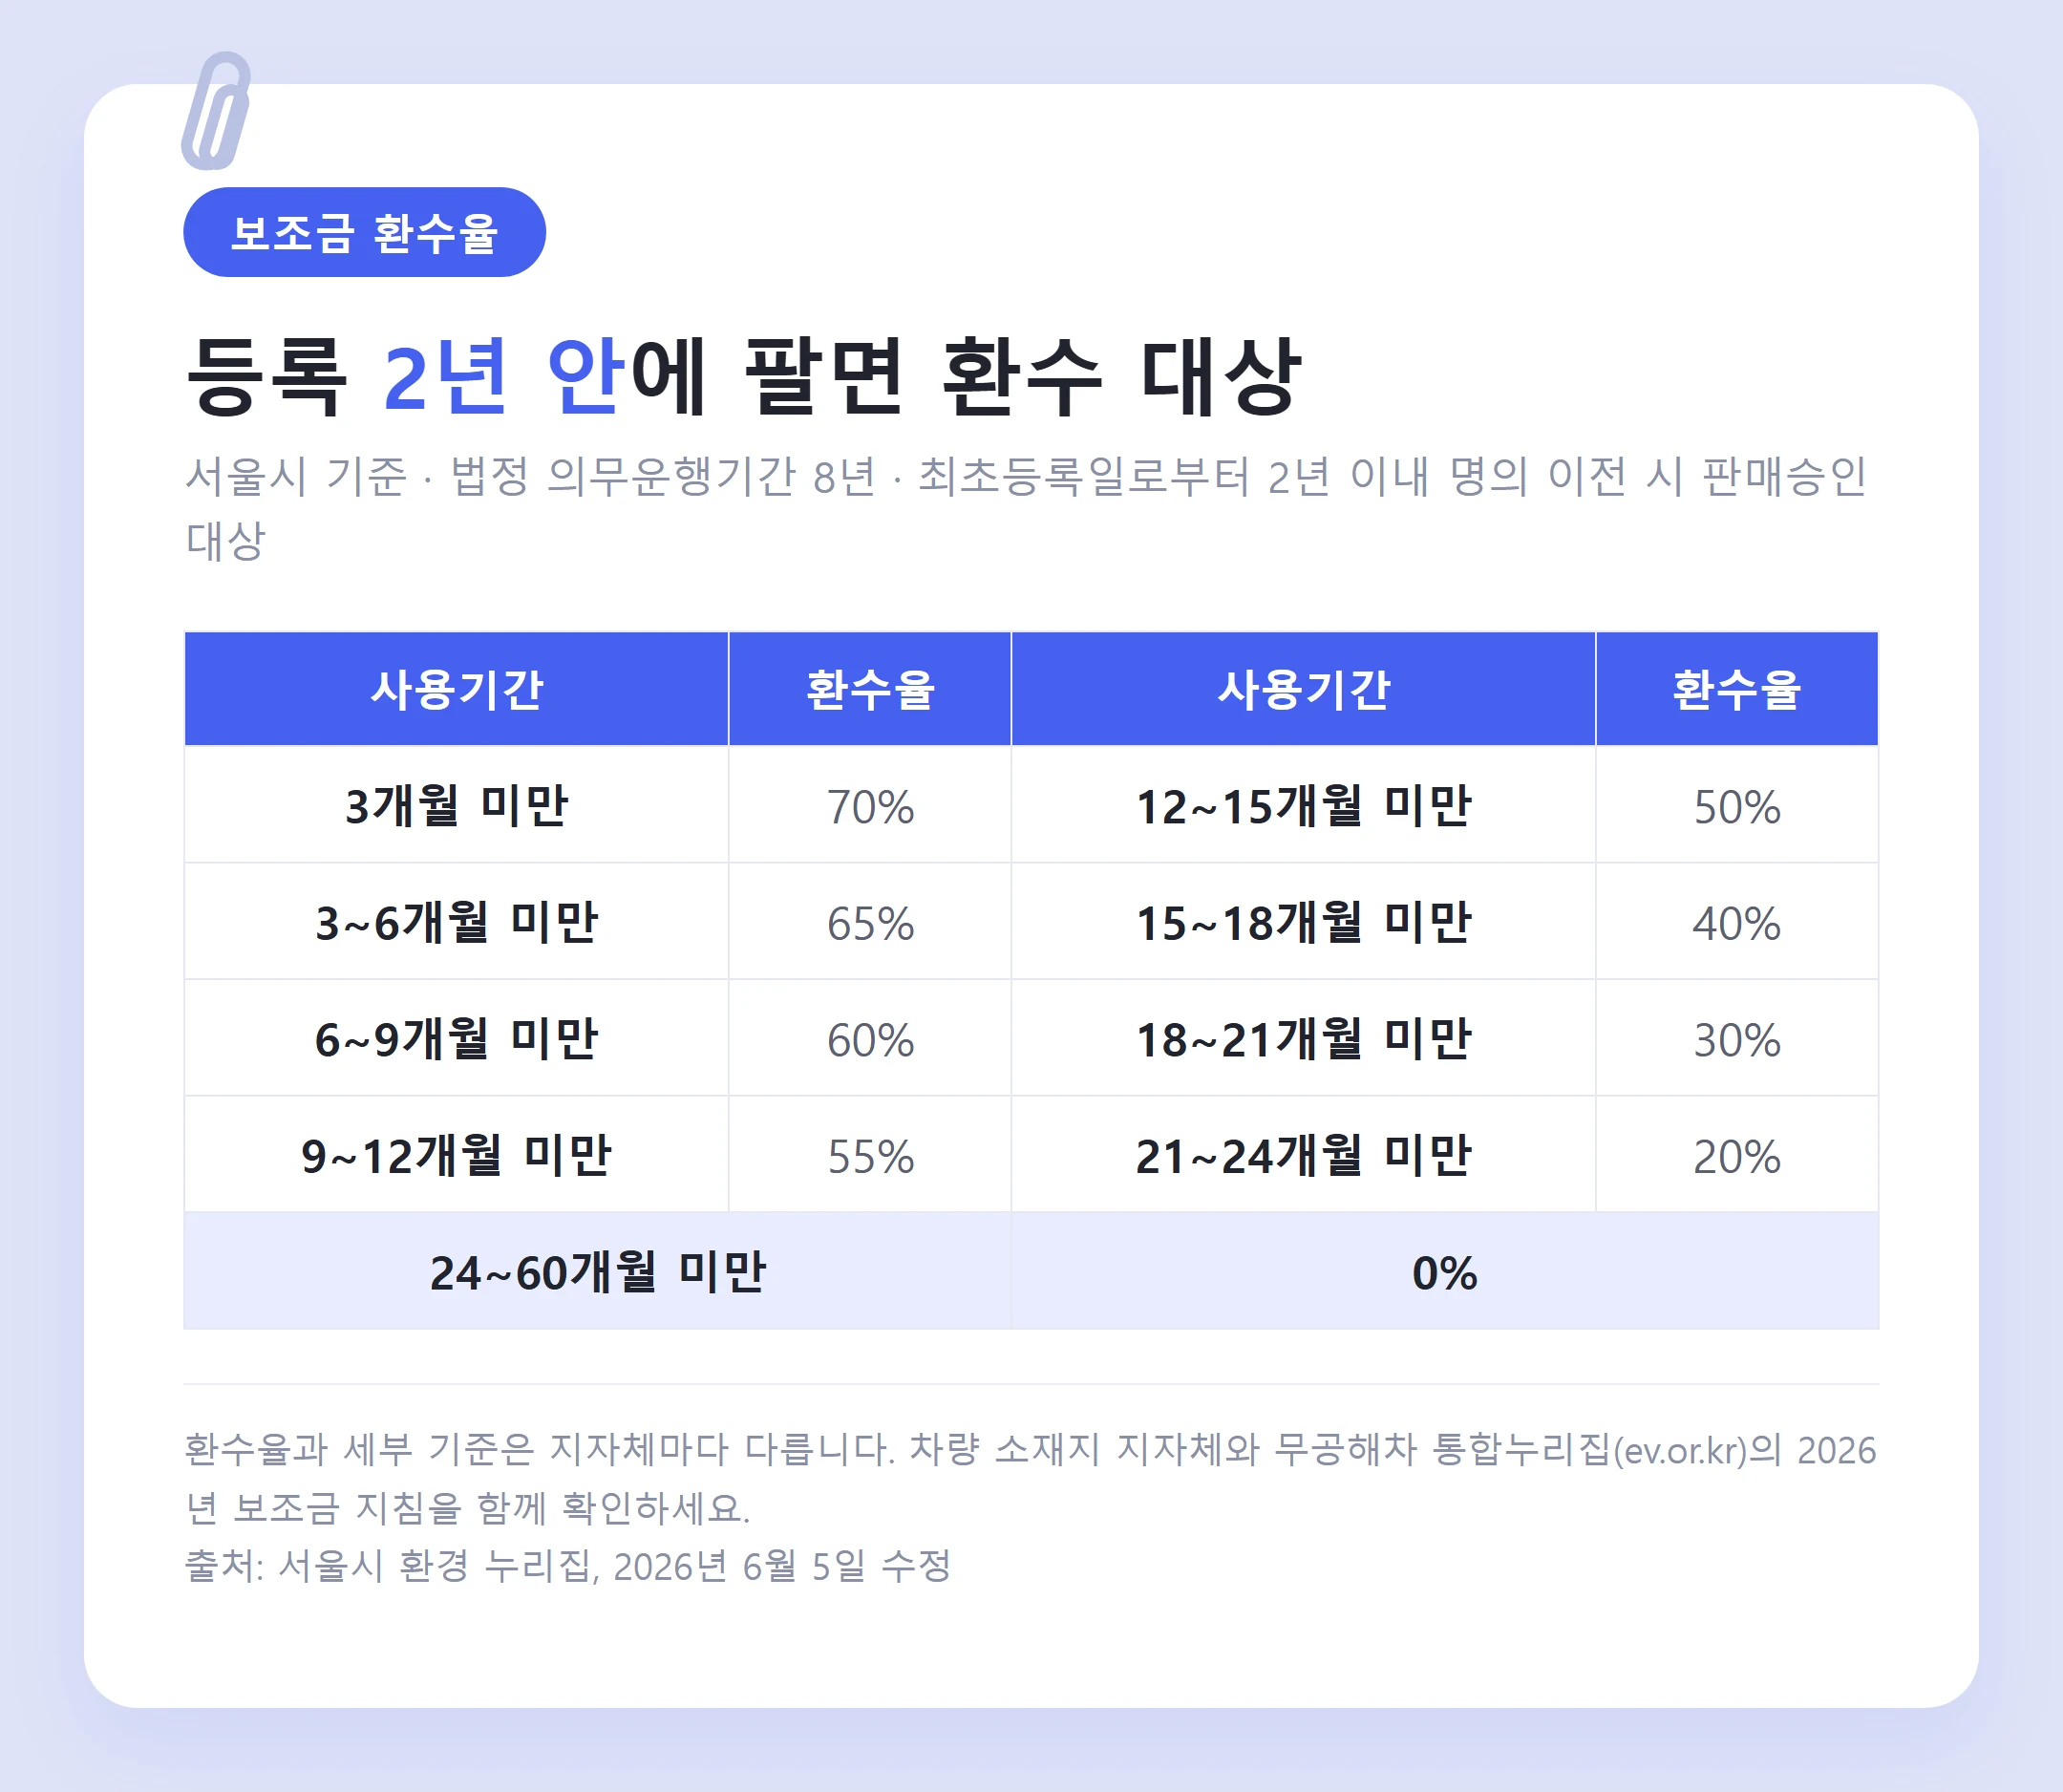 보조금 환수율
등록 2년 안에 팔면 환수 대상
서울시 기준 · 법정 의무운행기간 8년 · 최초등록일로부터 2년 이내 명의 이전 시 판매승인
대상
사용기간 환수율 사용기간 환수율
3개월 미만 70% 12~15개월 미만 50%
3~6개월 미만 65% 15~18개월 미만 40%
6~9개월 미만 60% 18~21개월 미만 30%
9~12개월 미만 55% 21~24개월 미만 20%
24~60개월 미만 0%
환수율과 세부 기준은 지자체마다 다릅니다. 차량 소재지 지자체와 무공해차 통합누리집(ev.or.kr)의 2026
년 보조금 지침을 함께 확인하세요.
출처: 서울시 환경 누리집, 2026년 6월 5일 수정